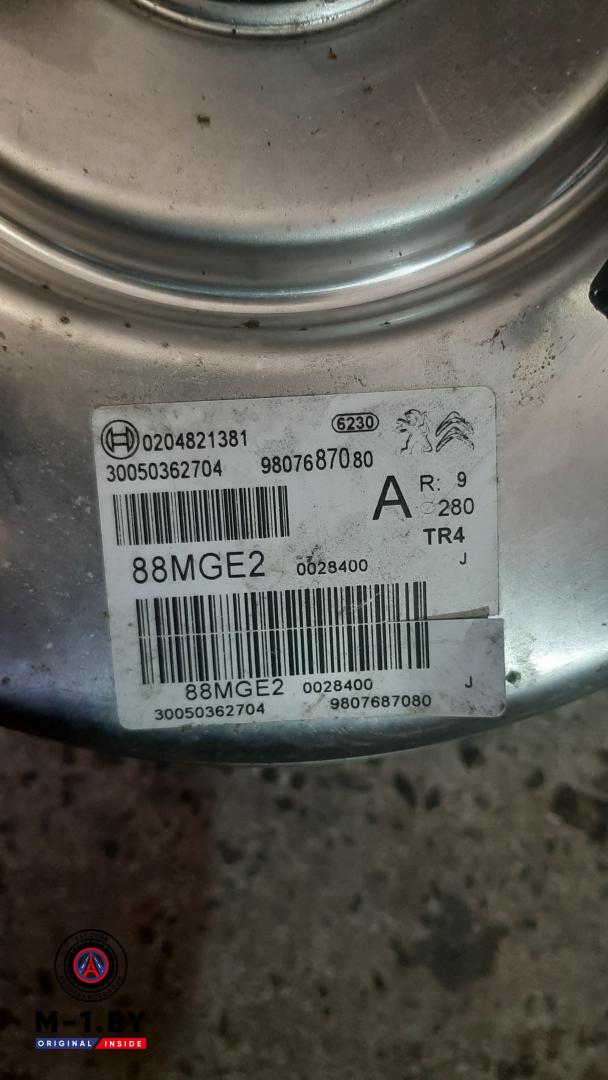 0204821381
6230
30050362704 9807687080
A
R: 9
⌀280
TR4
J
88MGE2 0028400
88MGE2 0028400 J
30050362704 9807687080
M-1.BY
ORIGINAL INSIDE